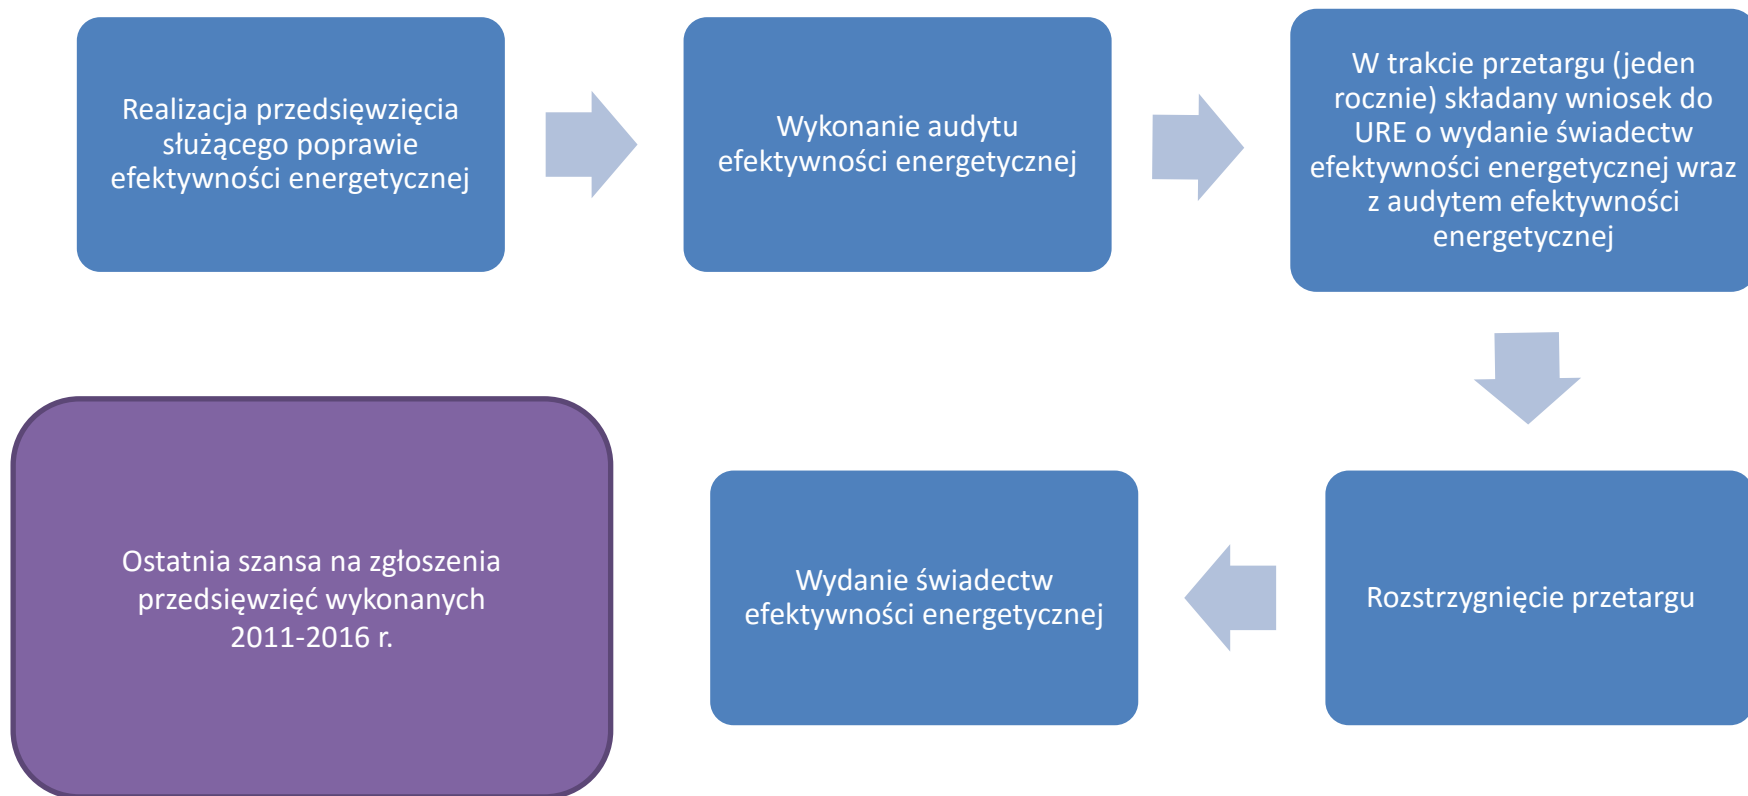 Realizacja przedsięwzięcia
służącego poprawie
efektywności energetycznej
Wykonanie audytu
efektywności energetycznej
W trakcie przetargu (jeden
rocznie) składany wniosek do
URE o wydanie świadectw
efektywności energetycznej wraz
z audytem efektywności
energetycznej
Rozstrzygnięcie przetargu
Wydanie świadectw
efektywności energetycznej
Ostatnia szansa na zgłoszenia
przedsięwzięć wykonanych
2011-2016 r.